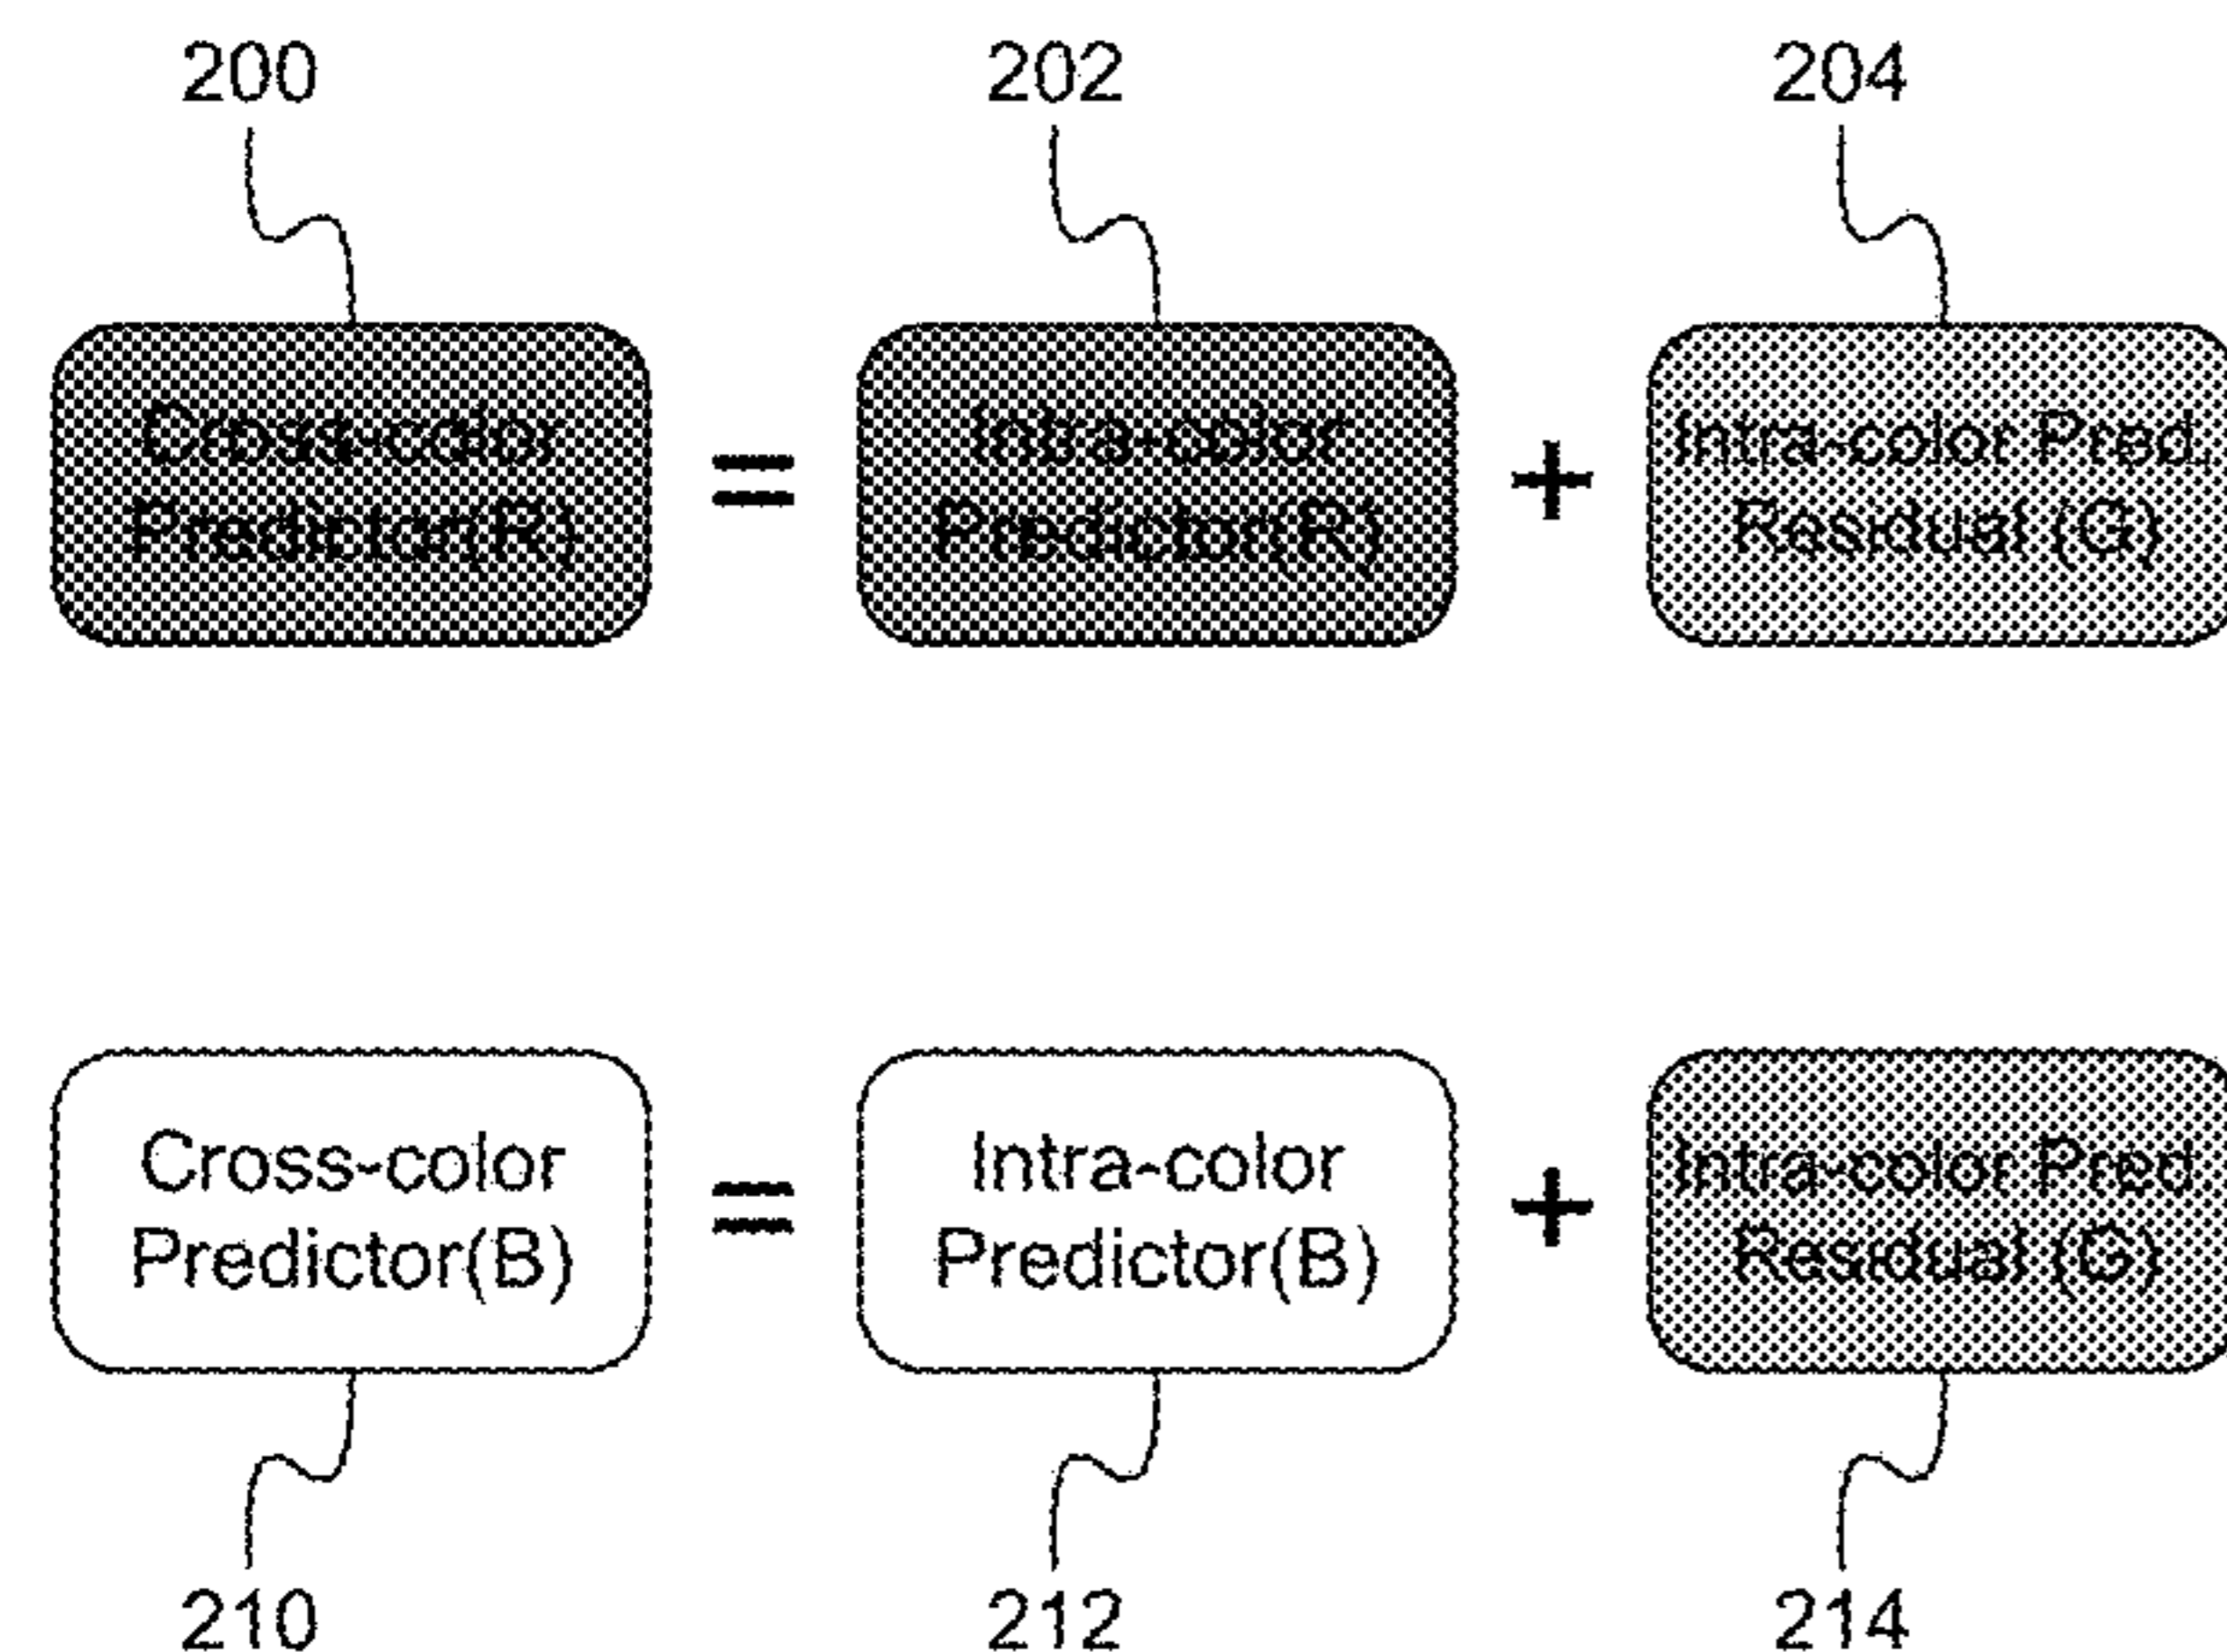 200 202 204
Cross-color Intra-color Intra-color Pred.
Predictor(R) = Predictor(R) + Residual (G)
Cross-color Intra-color Intra-color Pred.
Predictor(B) = Predictor(B) + Residual (G)
210 212 214